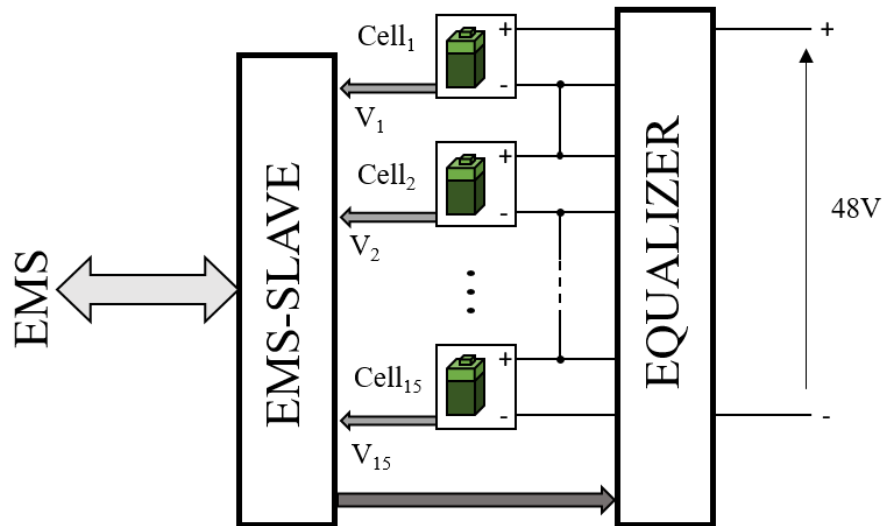 Cell₁
+
-
V₁
Cell₂
+
-
V₂
Cell₁₅
+
-
V₁₅
EMS
EMS-SLAVE
EQUALIZER
+
48V
-